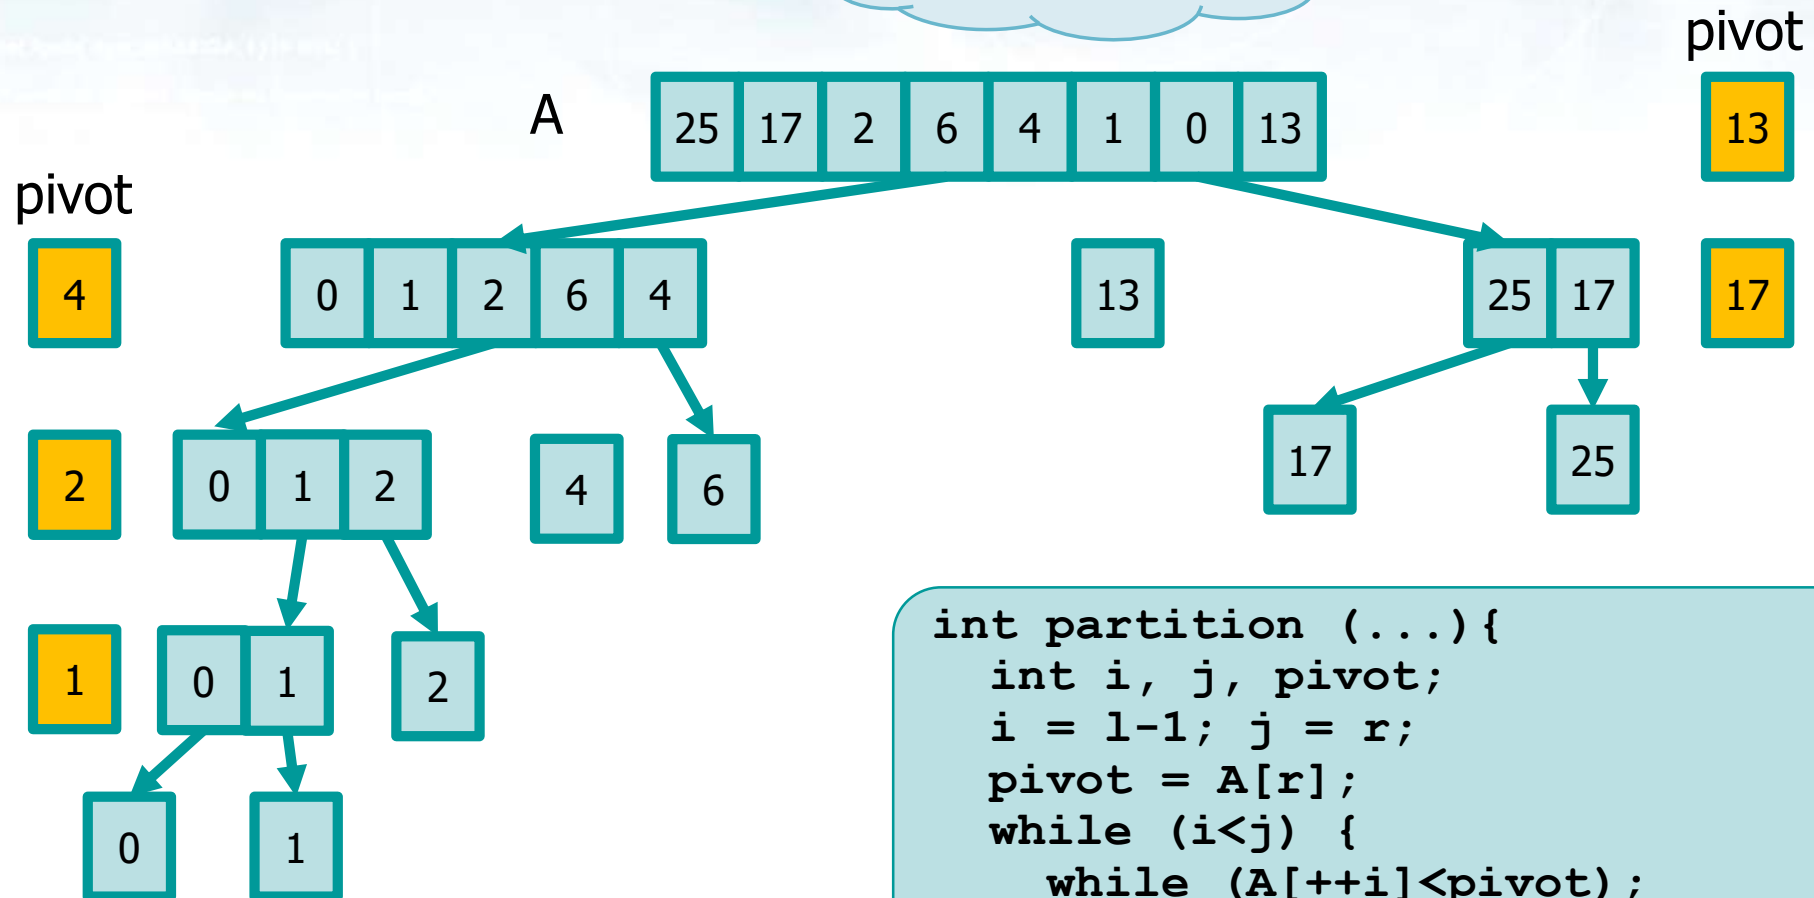 pivot
A 25 17 2 6 4 1 0 13 13
pivot
4 0 1 2 6 4 13 25 17 17
17 25
2 0 1 2 4 6
int partition (...){
int i, j, pivot;
1 0 1 2
i = l-1; j = r;
pivot = A[r];
while (i<j) {
0 1
while (A[++i]<pivot);